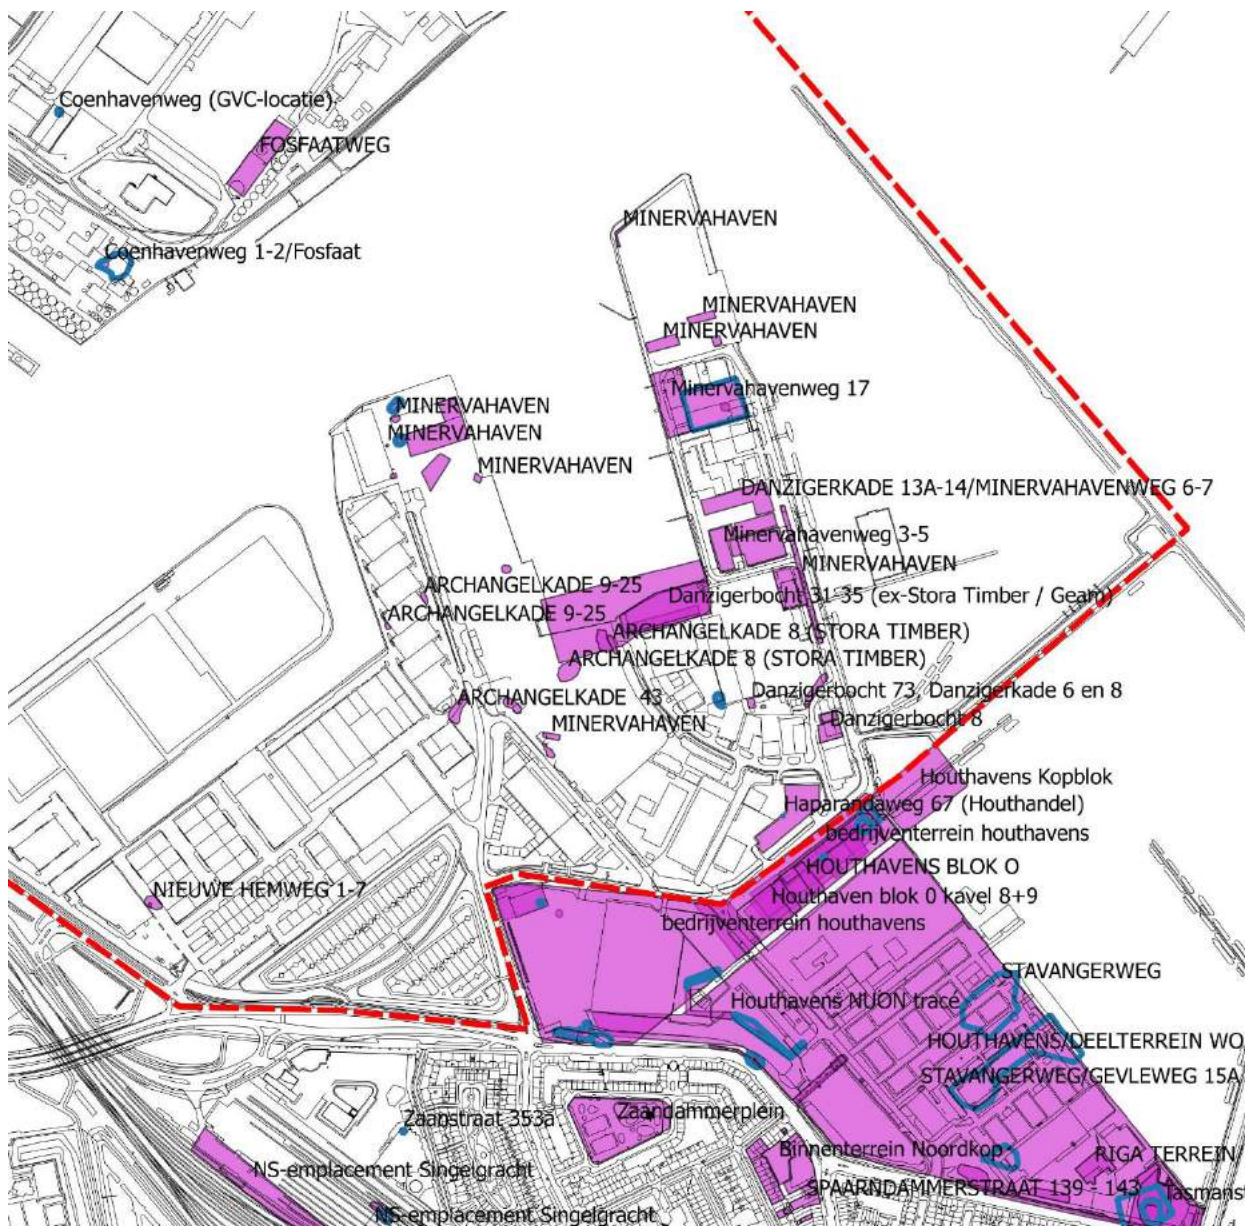 Coenhavenweg (GVC-locatie)
FOSFAATWEG
MINERVAHAVEN
Coenhavenweg 1-2/Fosfaat
MINERVAHAVEN
MINERVAHAVEN
Minervahavenweg 17
MINERVAHAVEN
MINERVAHAVEN
MINERVAHAVEN
DANZIGERKADE 13A-14/MINERVAHAVENWEG 6-7
Minervahavenweg 3-5
MINERVAHAVEN
ARCHANGELKADE 9-25
Danzigerbocht 31-35 (ex-Stora Timber / Geam)
ARCHANGELKADE 9-25
ARCHANGELKADE 8 (STORA TIMBER)
ARCHANGELKADE 8 (STORA TIMBER)
Danzigerbocht 73, Danzigerkade 6 en 8
ARCHANGELKADE 43
MINERVAHAVEN
Danzigerbocht 8
Houthavens Kopblok
Haparandaweg 67 (Houthandel)
bedrijventerrein houthavens
HOUTHAVENS BLOK O
NIEUWE HEMWEG 1-7
Houthaven blok 0 kavel 8+9
bedrijventerrein houthavens
STAVANGERWEG
Houthavens NUON tracé
HOUTHAVENS/DEELTERREIN WO
STAVANGERWEG/GEVLEWEG 15A
Zaandammerplein
Zaanstraat 353a
Binnenterrein Noordkop
RIGA TERREIN
NS-emplacement Singelgracht
SPAARNDAMMERSTRAAT 139 - 143
Tasmanst
NS-emplacement Singelgracht